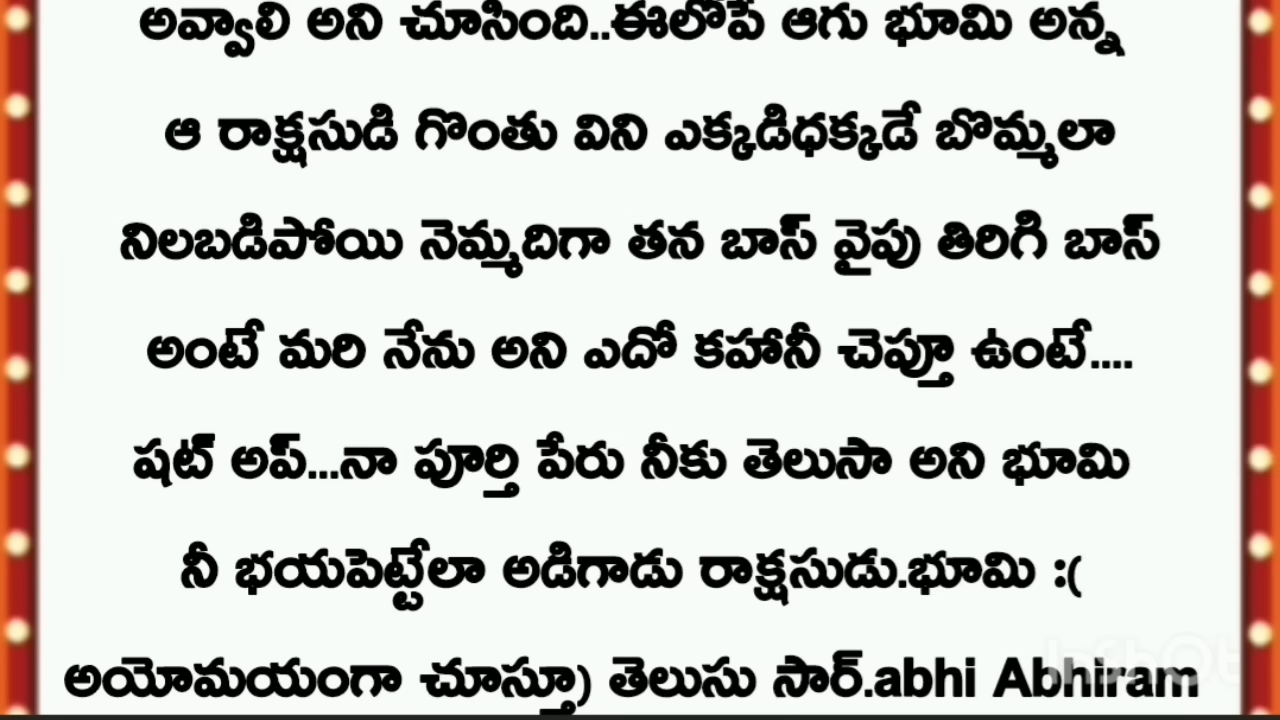 అవ్వాలి అని చూసింది..ఈలోపే ఆగు భూమి అన్న
ఆ రాక్షసుడి గొంతు విని ఎక్కడిధక్కడే బొమ్మలా
నిలబడిపోయి నెమ్మదిగా తన బాస్ వైపు తిరిగి బాస్
అంటే మరి నేను అని ఎదో కహానీ చెప్తూ ఉంటే....
షట్ అప్...నా పూర్తి పేరు నీకు తెలుసా అని భూమి
నీ భయపెట్టేలా అడిగాడు రాక్షసుడు.భూమి :(
అయోమయంగా చూస్తూ) తెలుసు సార్.abhi Abhiram
InShOt